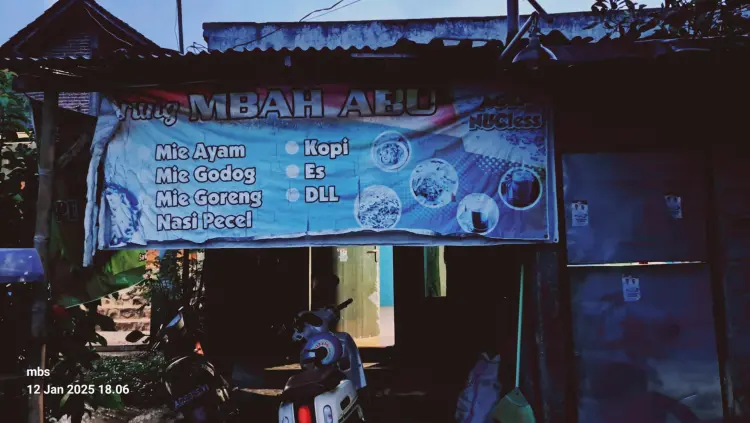 MBAH ABU
Mie Ayam
Mie Godog
Mie Goreng
Nasi Pecel
Kopi
Es
DLL
NUCless
mbs
12 Jan 2025 18.06